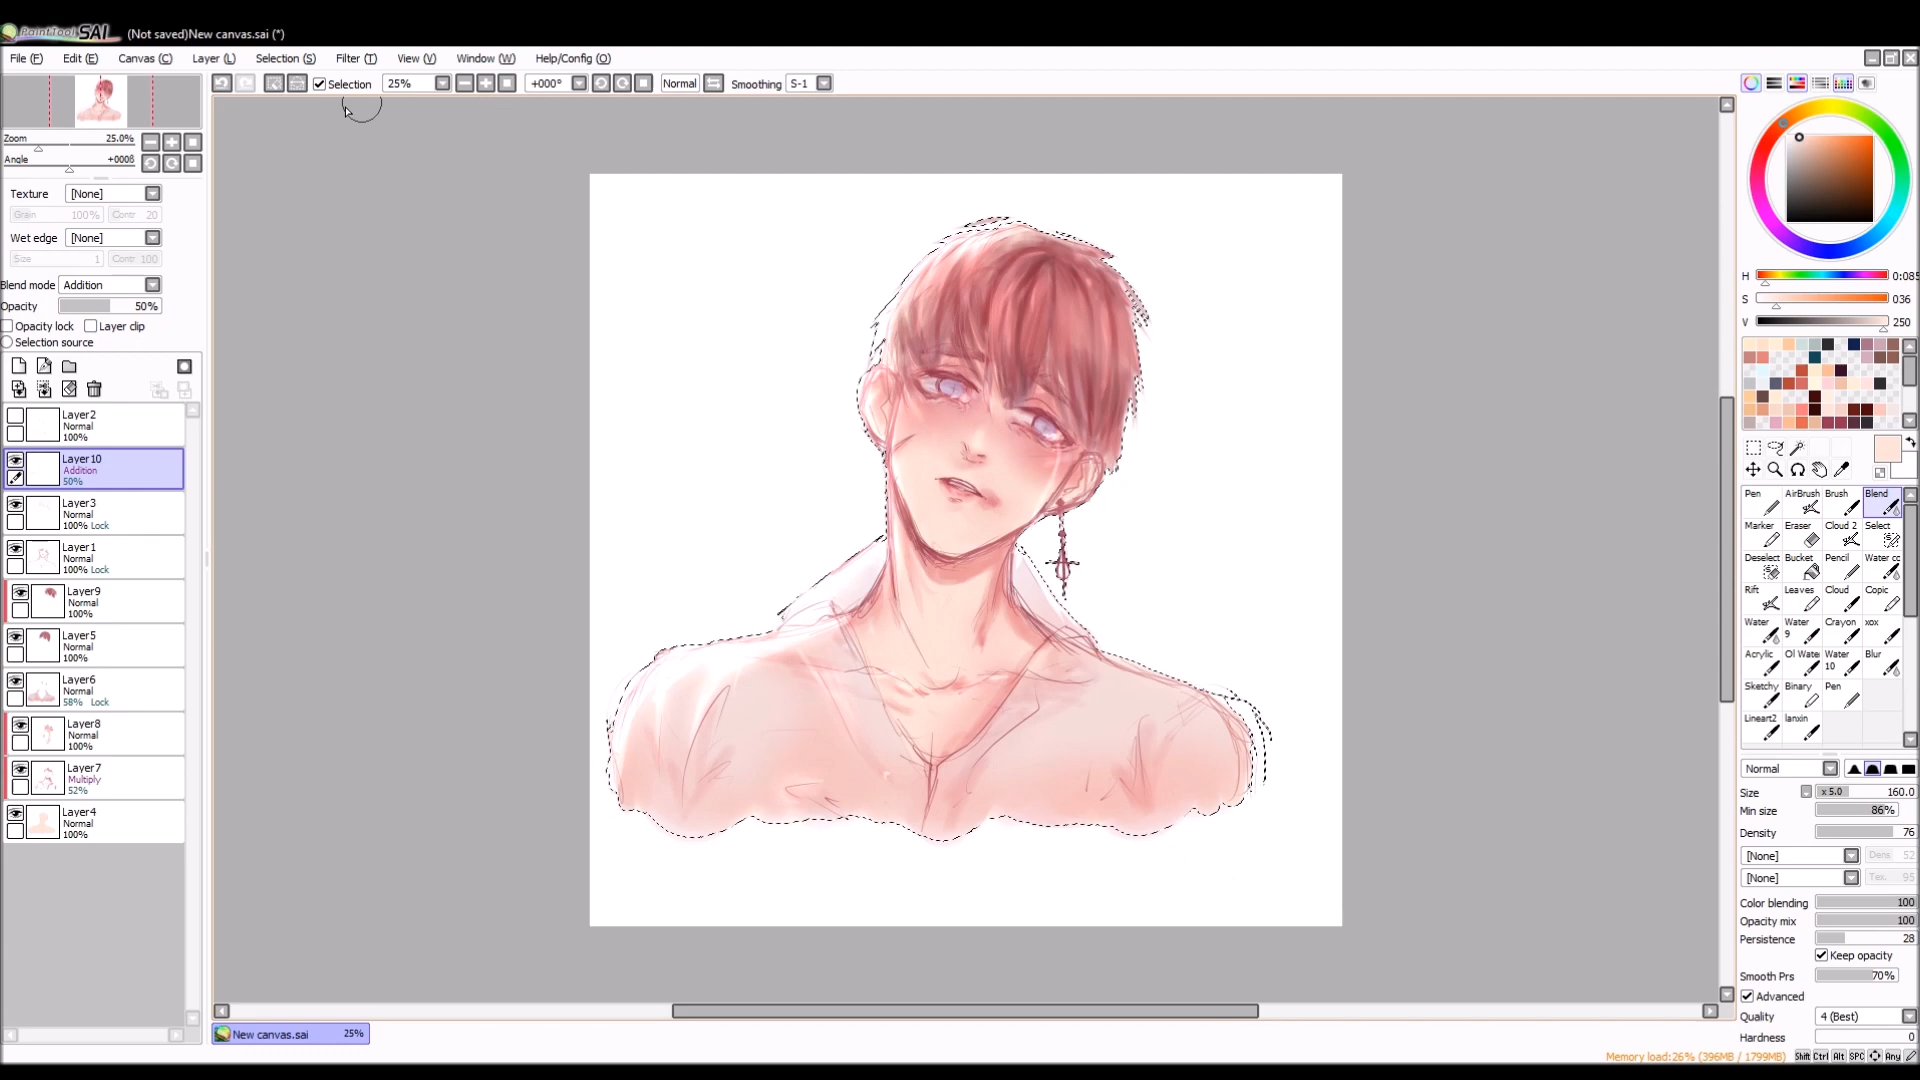 PaintTool SAI (Not saved)New canvas.sai (*)
File (F) Edit (E) Canvas (C) Layer (L) Selection (S) Filter (T) View (V) Window (W) Help/Config (O)
Selection 25% +000° Normal Smoothing S-1
Zoom 25.0%
Angle
Texture [None]
Grain 100% Contr 20
Wet edge [None]
Size 1 Contr 100
Blend mode Addition
Opacity 50%
Opacity lock Layer clip
Selection source
Layer2
Normal
100%
Layer10
Addition
50%
Layer3
Normal
100% Lock
Layer1
Normal
100% Lock
Layer9
Normal
100%
Layer5
Normal
100%
Layer6
Normal
58% Lock
Layer8
Normal
100%
Layer7
Multiply
52%
Layer4
Normal
100%
New canvas.sai 25%
H 0:085
S 036
V 250
Pen AirBrush Brush Blend
Marker Eraser Cloud 2 Select
Deselect Bucket Pencil Water co
Rift Leaves Cloud Copic
Water Water 9 Crayon xox
Acrylic Ol Wate Water 10 Blur
Sketchy Binary Pen
Lineart2 lanxin
Normal
Size x 5.0 160.0
Min size 86%
Density 76
[None] Dens 52
[None] Tex. 95
Color blending 100
Opacity mix 100
Persistence 28
Keep opacity
Smooth Prs 70%
Advanced
Quality 4 (Best)
Hardness 0
Memory load:26% (396MB / 1799MB) Shift Ctrl Alt SPC Any